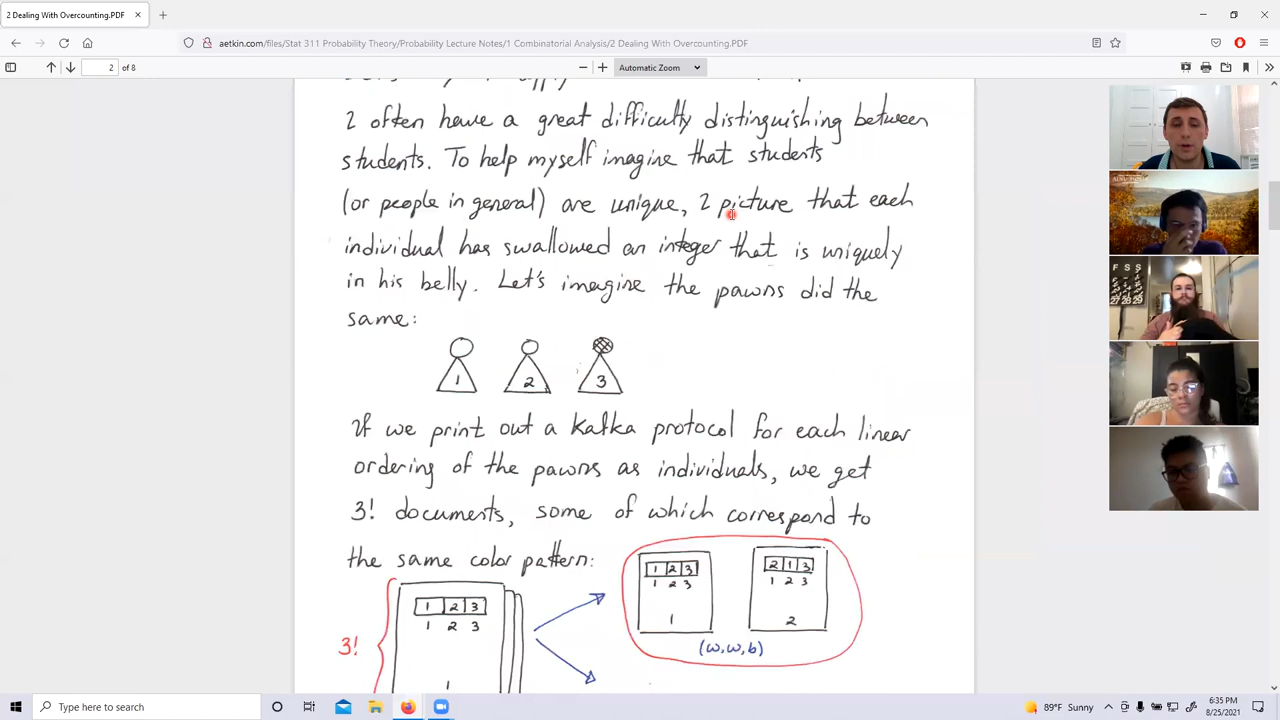 2 Dealing With Overcounting.PDF
aetkin.com/files/Stat 311 Probability Theory/Probability Lecture Notes/1 Combinatorial Analysis/2 Dealing With Overcounting.PDF
2 of 8
Automatic Zoom
I often have a great difficulty distinguishing between
students. To help myself imagine that students
(or people in general) are unique, I picture that each
individual has swallowed an integer that is uniquely
in his belly. Let's imagine the pawns did the
same:
1 2 3
If we print out a Kafka protocol for each linear
ordering of the pawns as individuals, we get
3! documents, some of which correspond to
the same color pattern:
1 2 3
1 2 3
1
2 1 3
1 2 3
2
(w,w,b)
3!
1 2 3
1 2 3
1
F S S
27 28 29
Type here to search
89°F Sunny
6:35 PM
8/25/2021